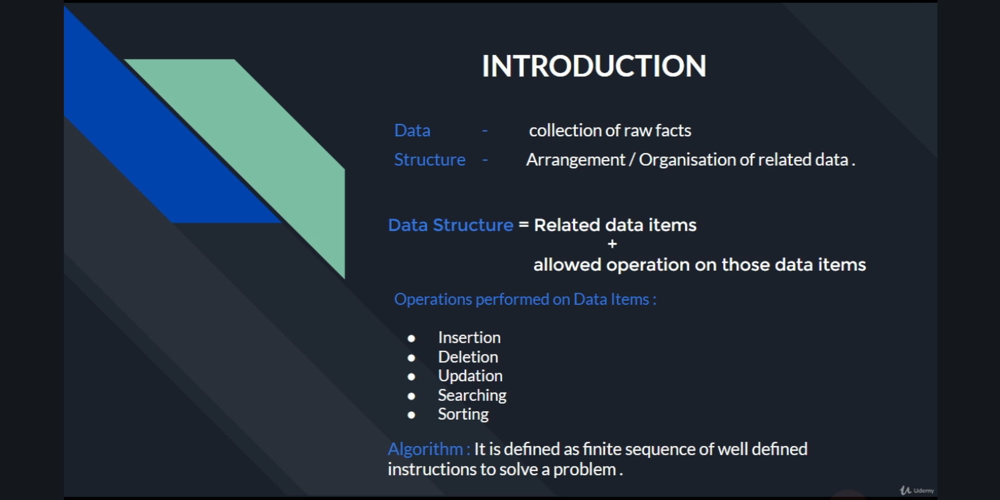 INTRODUCTION
Data - collection of raw facts
Structure - Arrangement / Organisation of related data .
Data Structure = Related data items
+
allowed operation on those data items
Operations performed on Data Items :
● Insertion
● Deletion
● Updation
● Searching
● Sorting
Algorithm : It is defined as finite sequence of well defined
instructions to solve a problem .
Udemy